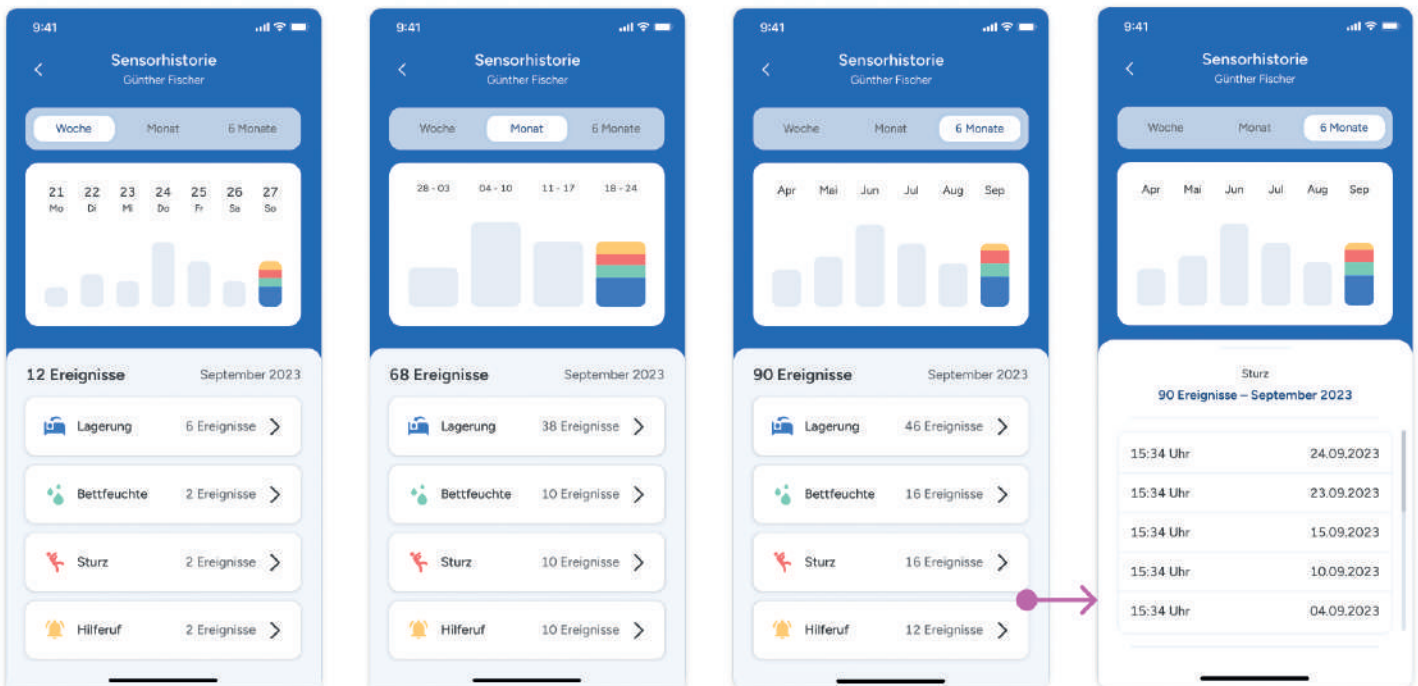 9:41
Sensorhistorie
Günther Fischer
Woche Monat 6 Monate
21 22 23 24 25 26 27
Mo Di Mi Do Fr Sa So
12 Ereignisse September 2023
Lagerung 6 Ereignisse
Bettfeuchte 2 Ereignisse
Sturz 2 Ereignisse
Hilferuf 2 Ereignisse
9:41
Sensorhistorie
Günther Fischer
Woche Monat 6 Monate
28 - 03 04 - 10 11 - 17 18 - 24
68 Ereignisse September 2023
Lagerung 38 Ereignisse
Bettfeuchte 10 Ereignisse
Sturz 10 Ereignisse
Hilferuf 10 Ereignisse
9:41
Sensorhistorie
Günther Fischer
Woche Monat 6 Monate
Apr Mai Jun Jul Aug Sep
90 Ereignisse September 2023
Lagerung 46 Ereignisse
Bettfeuchte 16 Ereignisse
Sturz 16 Ereignisse
Hilferuf 12 Ereignisse
9:41
Sensorhistorie
Günther Fischer
Woche Monat 6 Monate
Apr Mai Jun Jul Aug Sep
Sturz
90 Ereignisse – September 2023
15:34 Uhr 24.09.2023
15:34 Uhr 23.09.2023
15:34 Uhr 15.09.2023
15:34 Uhr 10.09.2023
15:34 Uhr 04.09.2023